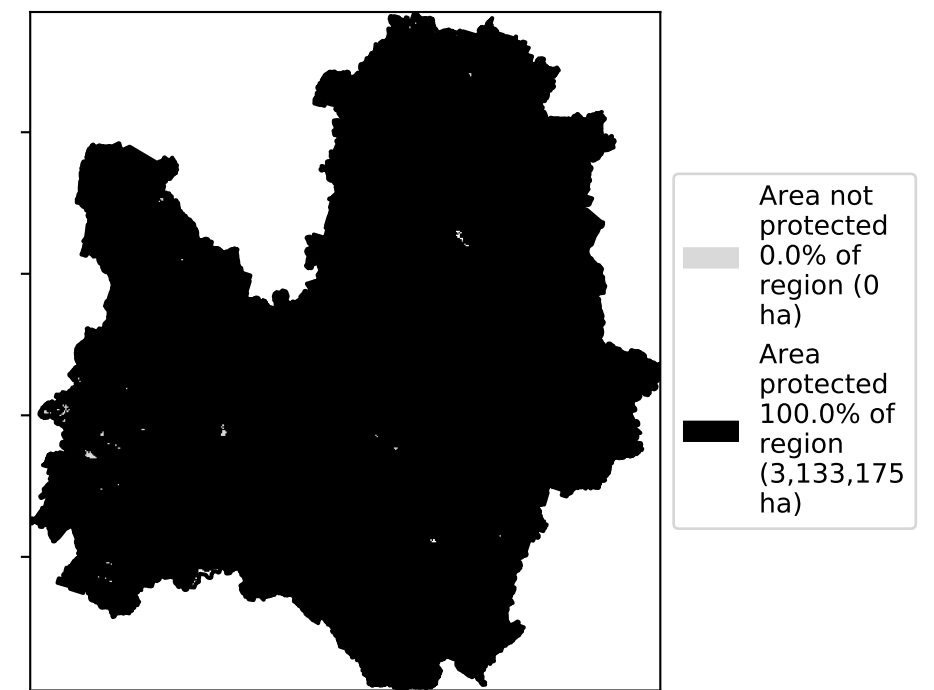 Area not
protected
0.0% of
region (0
ha)
Area
protected
100.0% of
region
(3,133,175
ha)